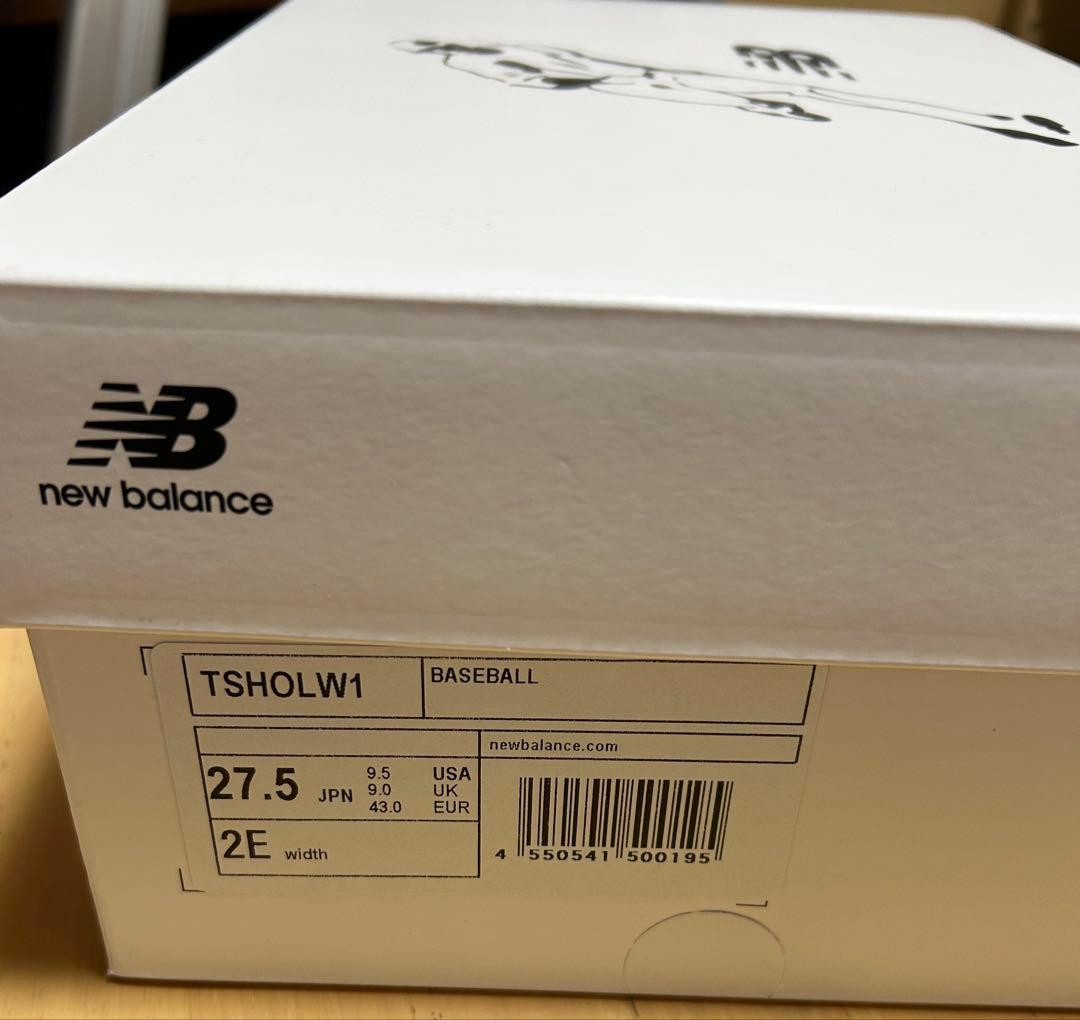 NB
new balance
TSHOLW1
BASEBALL
newbalance.com
27.5 JPN
9.5 USA
9.0 UK
43.0 EUR
2E width
4 550541 500195